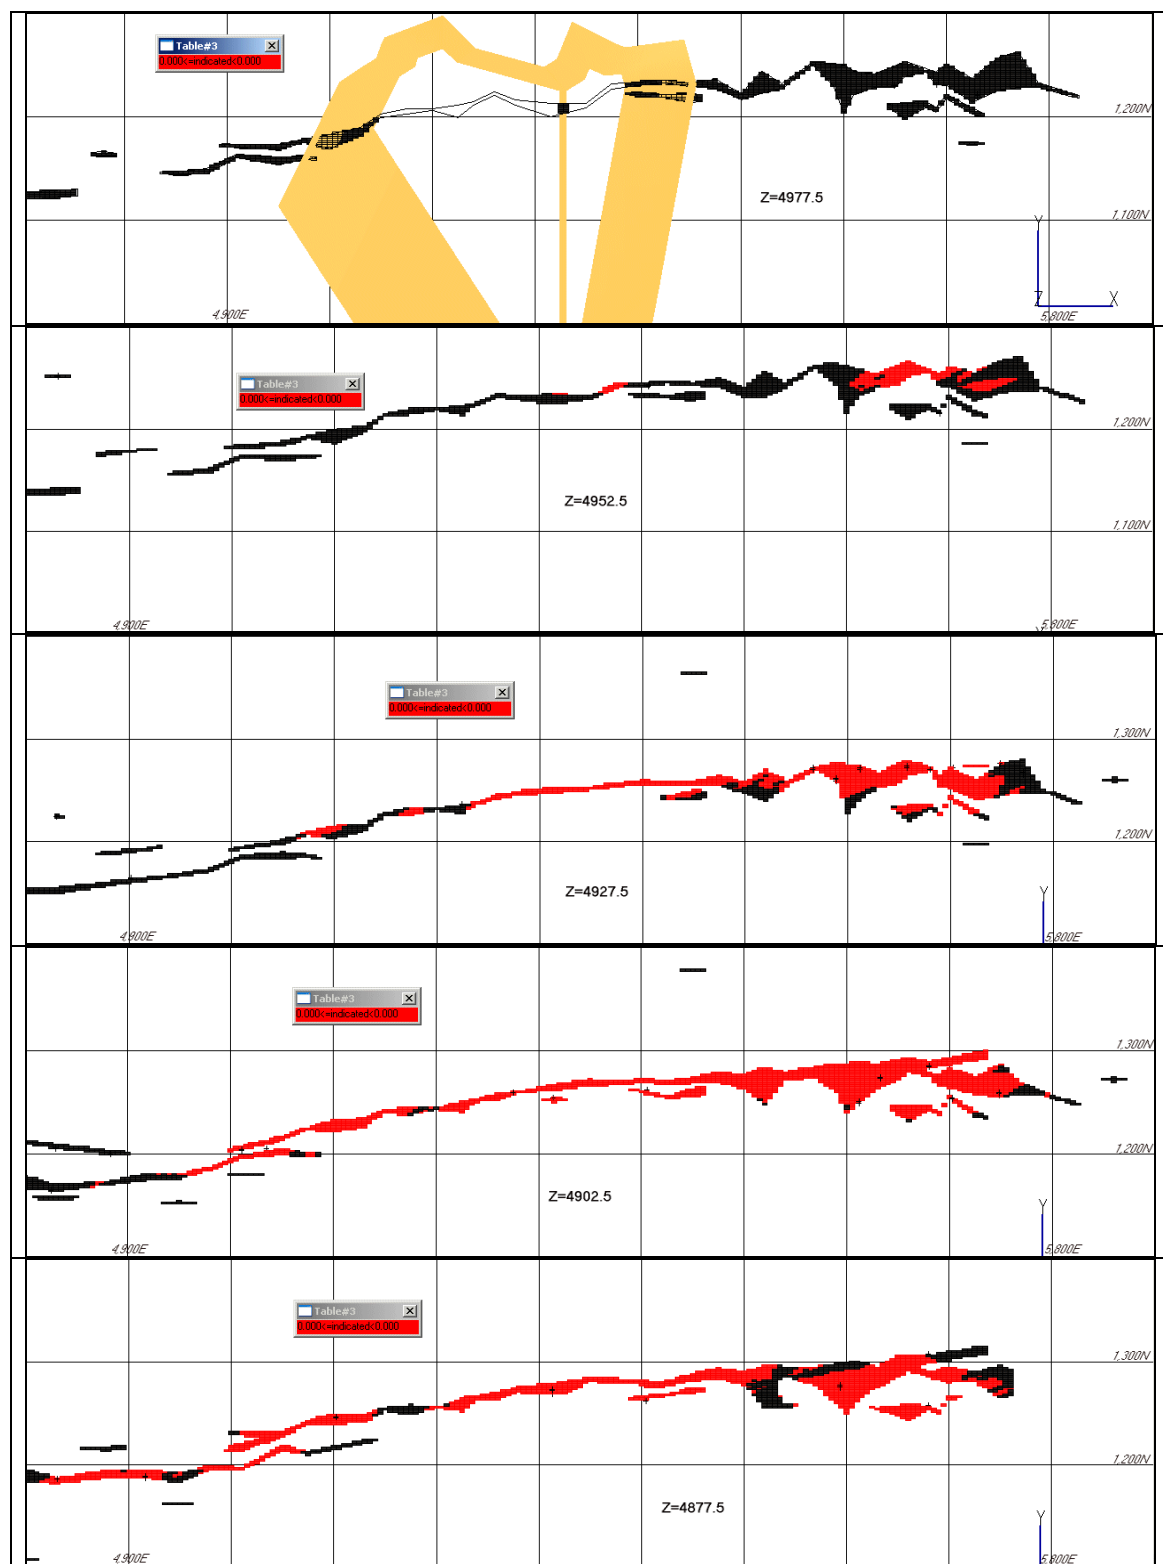 Table#3
0.000<=indicated<0.000
1,200N
Z=4977.5
1,100N
Y
Z
X
4,900E
5,800E
Table#3
0.000<=indicated<0.000
1,200N
Z=4952.5
1,100N
4,900E
5,800E
Table#3
0.000<=indicated<0.000
1,300N
1,200N
Z=4927.5
Y
4,900E
5,800E
Table#3
0.000<=indicated<0.000
1,300N
1,200N
Z=4902.5
Y
4,900E
5,800E
Table#3
0.000<=indicated<0.000
1,300N
1,200N
Z=4877.5
Y
4,900E
5,800E